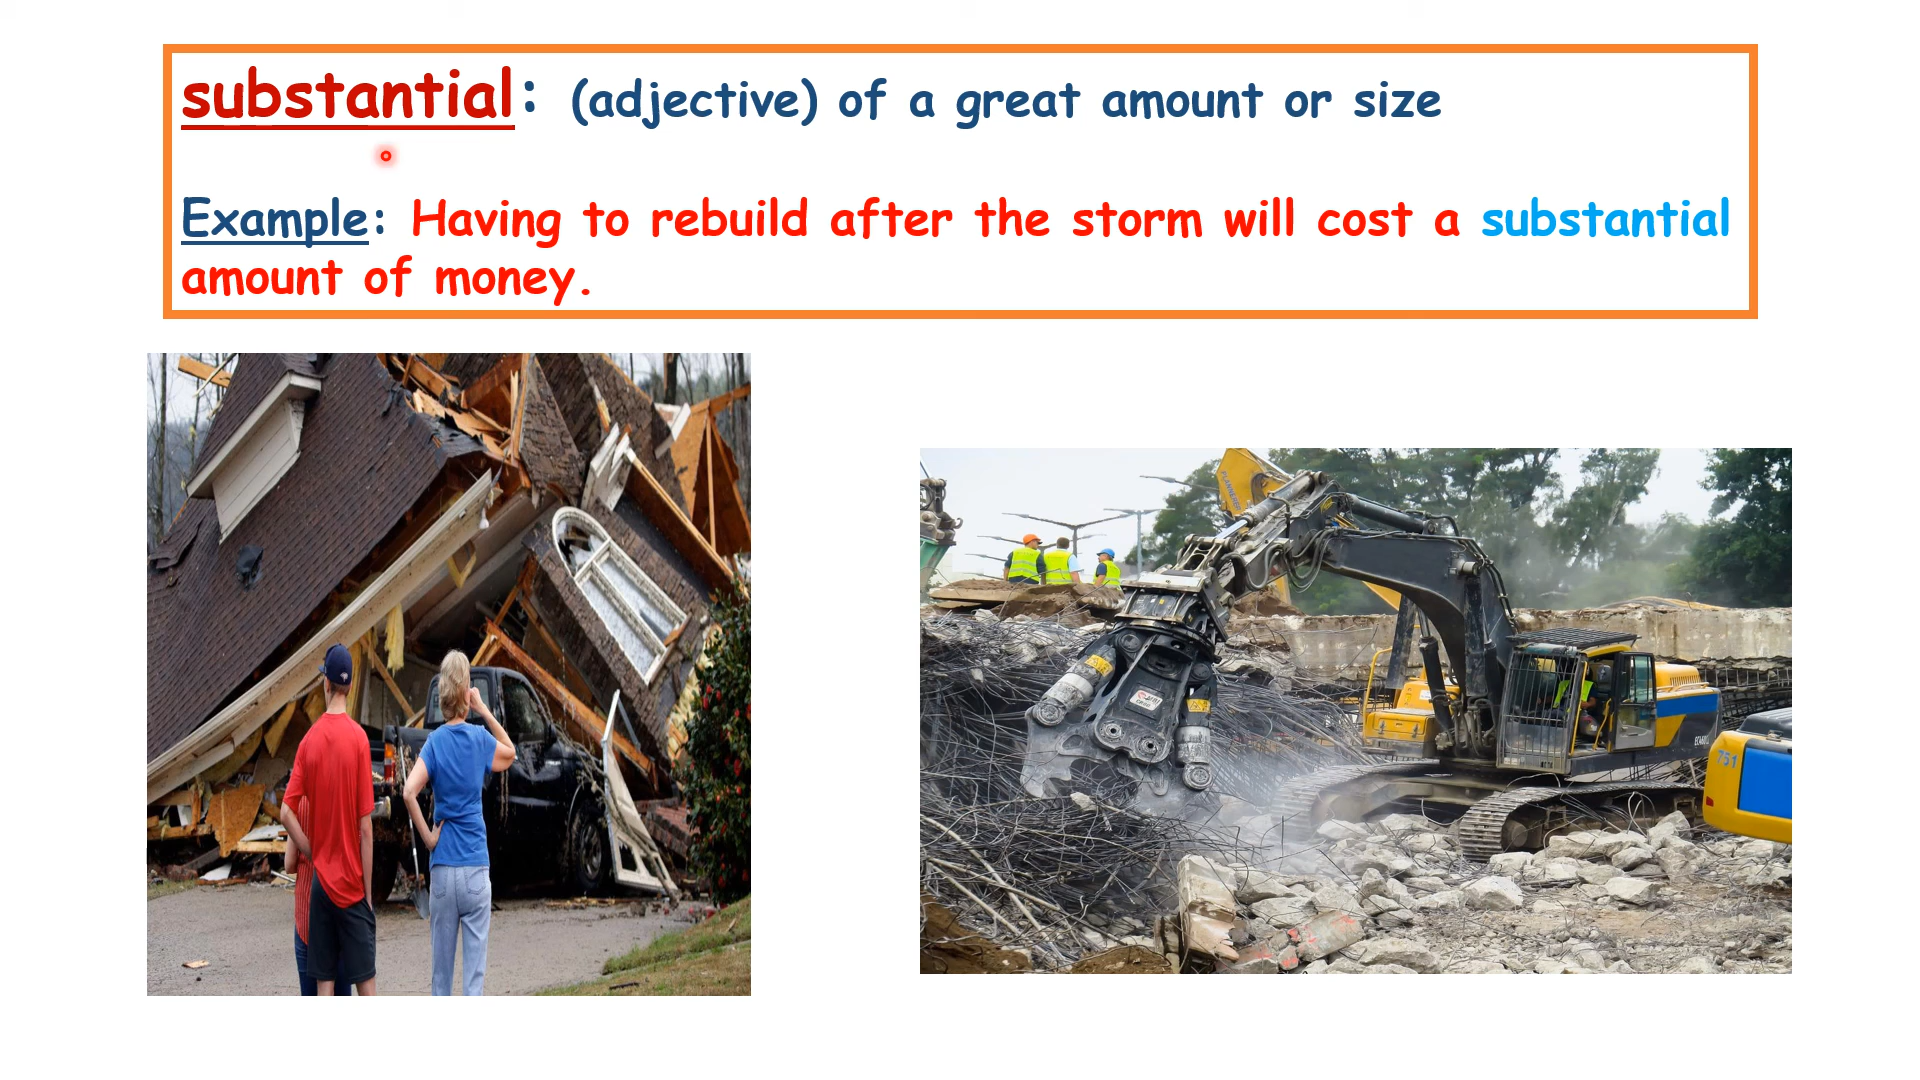 substantial: (adjective) of a great amount or size
Example: Having to rebuild after the storm will cost a substantial
amount of money.
751